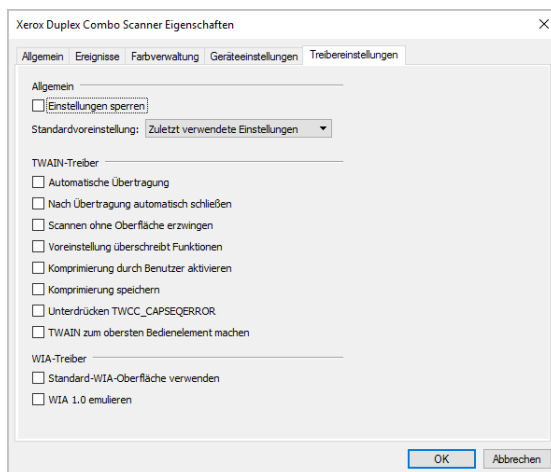 Xerox Duplex Combo Scanner Eigenschaften
Allgemein Ereignisse Farbverwaltung Geräteeinstellungen Treibereinstellungen
Allgemein
Einstellungen sperren
Standardvoreinstellung: Zuletzt verwendete Einstellungen
TWAIN-Treiber
Automatische Übertragung
Nach Übertragung automatisch schließen
Scannen ohne Oberfläche erzwingen
Voreinstellung überschreibt Funktionen
Komprimierung durch Benutzer aktivieren
Komprimierung speichern
Unterdrücken TWCC_CAPSEQERROR
TWAIN zum obersten Bedienelement machen
WIA-Treiber
Standard-WIA-Oberfläche verwenden
WIA 1.0 emulieren
OK Abbrechen